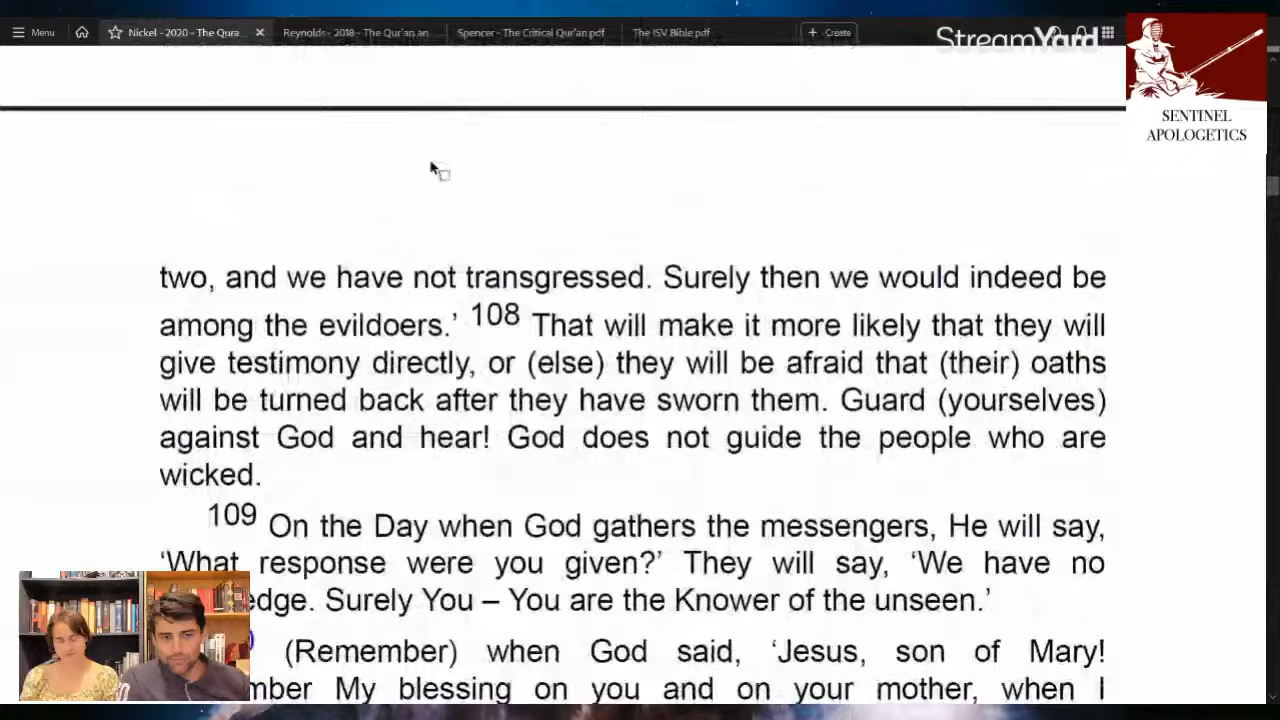 Menu
Nickel - 2020 - The Qura
Reynolds - 2018 - The Qur'an an
Spencer - The Critical Qur'an.pdf
The ISV Bible.pdf
+ Create
StreamYard
SENTINEL
APOLOGETICS
two, and we have not transgressed. Surely then we would indeed be
among the evildoers.’ 108 That will make it more likely that they will
give testimony directly, or (else) they will be afraid that (their) oaths
will be turned back after they have sworn them. Guard (yourselves)
against God and hear! God does not guide the people who are
wicked.
109 On the Day when God gathers the messengers, He will say,
‘What response were you given?’ They will say, ‘We have no
edge. Surely You – You are the Knower of the unseen.’
(Remember) when God said, ‘Jesus, son of Mary!
mber My blessing on you and on your mother, when I